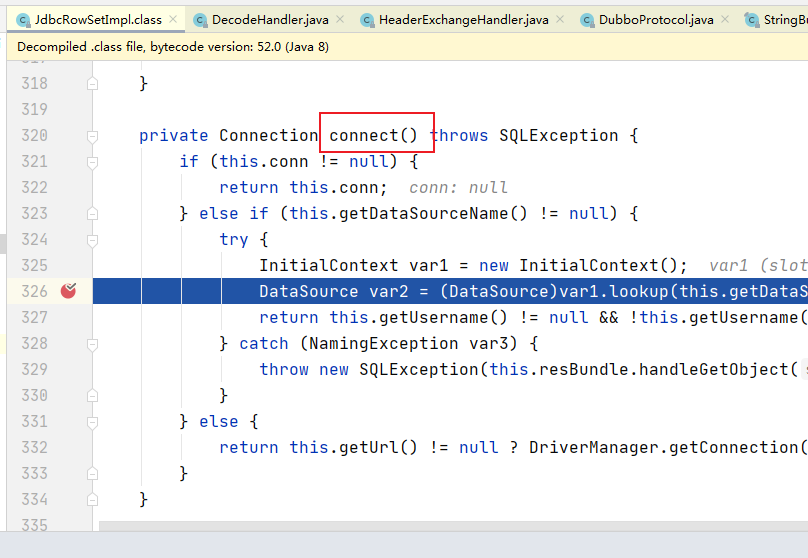 JdbcRowSetImpl.class DecodeHandler.java HeaderExchangeHandler.java DubboProtocol.java StringBu
Decompiled .class file, bytecode version: 52.0 (Java 8)
318 }
319
320 private Connection connect() throws SQLException {
321 if (this.conn != null) {
322 return this.conn; conn: null
323 } else if (this.getDataSourceName() != null) {
324 try {
325 InitialContext var1 = new InitialContext(); var1 (slot
326 DataSource var2 = (DataSource)var1.lookup(this.getDataS
327 return this.getUsername() != null && !this.getUsername(
328 } catch (NamingException var3) {
329 throw new SQLException(this.resBundle.handleGetObject(
330 }
331 } else {
332 return this.getUrl() != null ? DriverManager.getConnection(
333 }
334 }
335